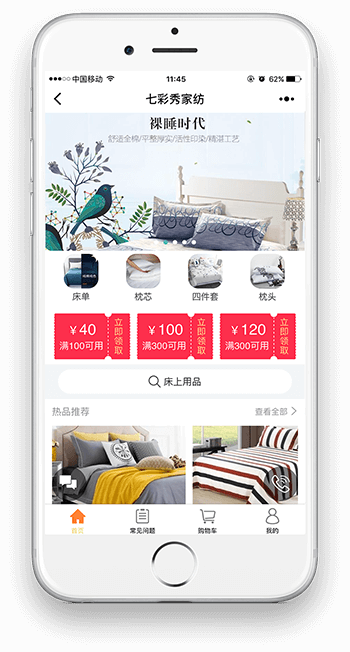 中国移动 11:45 62%
七彩秀家纺
裸睡时代
舒适全棉/平整厚实/活性印染/精湛工艺
床单 枕芯 四件套 枕头
￥40 满100可用 立即领取
￥100 满300可用 立即领取
￥120 满300可用 立即领取
床上用品
热品推荐 查看全部
首页 常见问题 购物车 我的